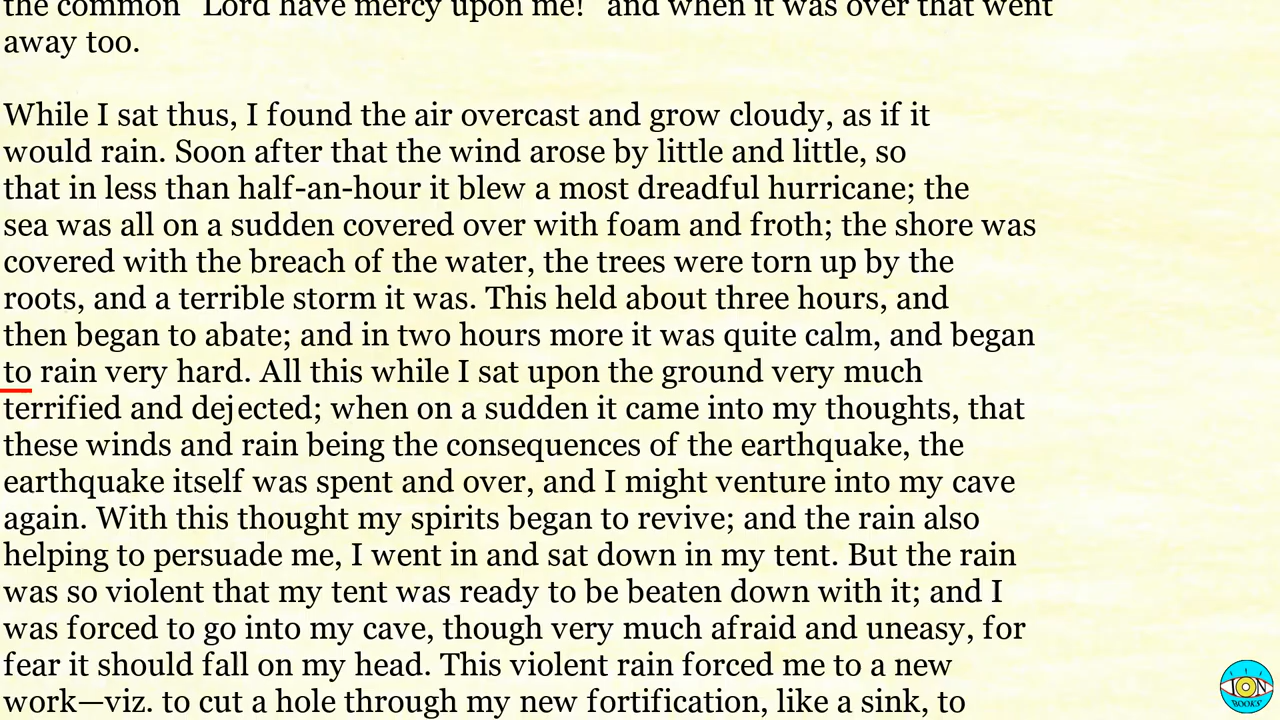 the common "Lord have mercy upon me!" and when it was over that went
away too.
While I sat thus, I found the air overcast and grow cloudy, as if it
would rain. Soon after that the wind arose by little and little, so
that in less than half-an-hour it blew a most dreadful hurricane; the
sea was all on a sudden covered over with foam and froth; the shore was
covered with the breach of the water, the trees were torn up by the
roots, and a terrible storm it was. This held about three hours, and
then began to abate; and in two hours more it was quite calm, and began
to rain very hard. All this while I sat upon the ground very much
terrified and dejected; when on a sudden it came into my thoughts, that
these winds and rain being the consequences of the earthquake, the
earthquake itself was spent and over, and I might venture into my cave
again. With this thought my spirits began to revive; and the rain also
helping to persuade me, I went in and sat down in my tent. But the rain
was so violent that my tent was ready to be beaten down with it; and I
was forced to go into my cave, though very much afraid and uneasy, for
fear it should fall on my head. This violent rain forced me to a new
work—viz. to cut a hole through my new fortification, like a sink, to
ION
BOOKS